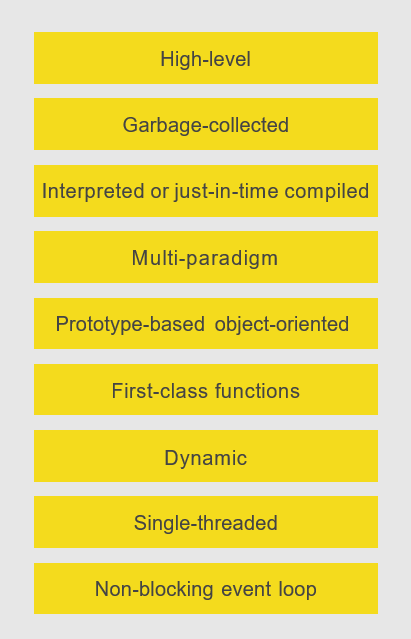 High-level
Garbage-collected
Interpreted or just-in-time compiled
Multi-paradigm
Prototype-based object-oriented
First-class functions
Dynamic
Single-threaded
Non-blocking event loop